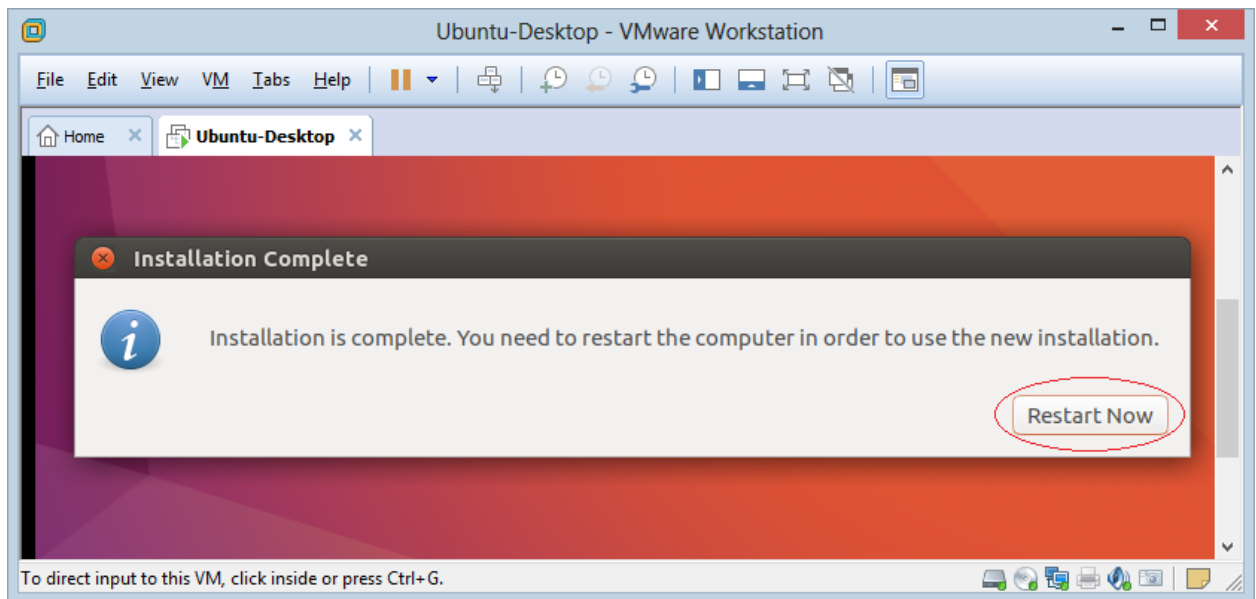 Ubuntu-Desktop - VMware Workstation
File Edit View VM Tabs Help
Home Ubuntu-Desktop
Installation Complete
Installation is complete. You need to restart the computer in order to use the new installation.
Restart Now
To direct input to this VM, click inside or press Ctrl+G.